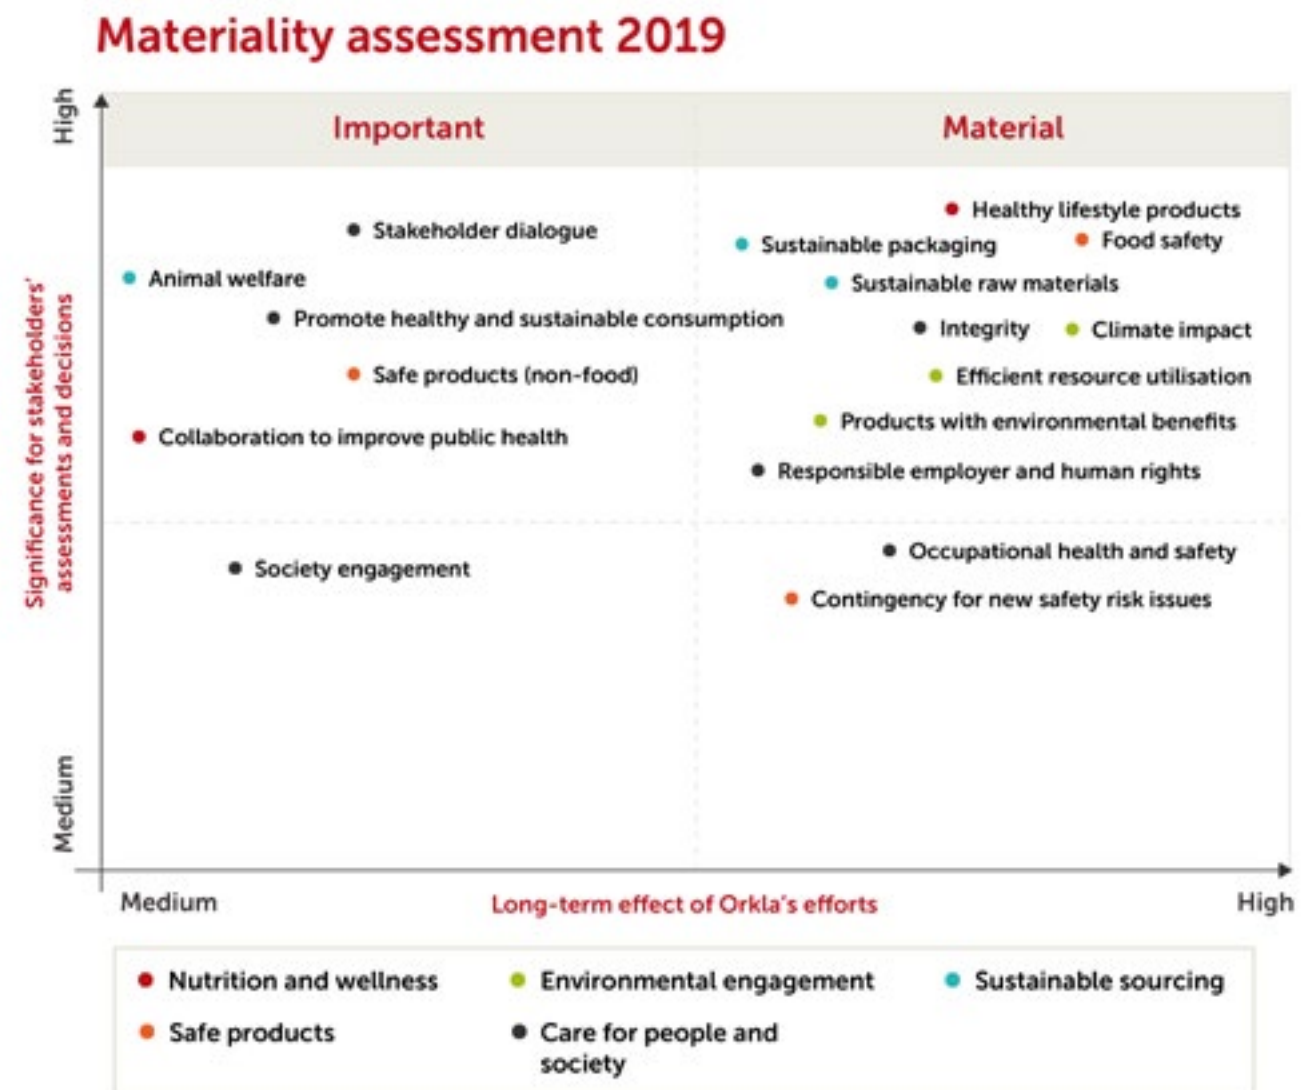 Materiality assessment 2019
High
Important
Material
Healthy lifestyle products
Stakeholder dialogue
Sustainable packaging
Food safety
Animal welfare
Sustainable raw materials
Promote healthy and sustainable consumption
Integrity
Climate impact
Safe products (non-food)
Efficient resource utilisation
Products with environmental benefits
Collaboration to improve public health
Responsible employer and human rights
Significance for stakeholders'
assessments and decisions
Occupational health and safety
Society engagement
Contingency for new safety risk issues
Medium
Medium
Long-term effect of Orkla's efforts
High
Nutrition and wellness
Environmental engagement
Sustainable sourcing
Safe products
Care for people and
society